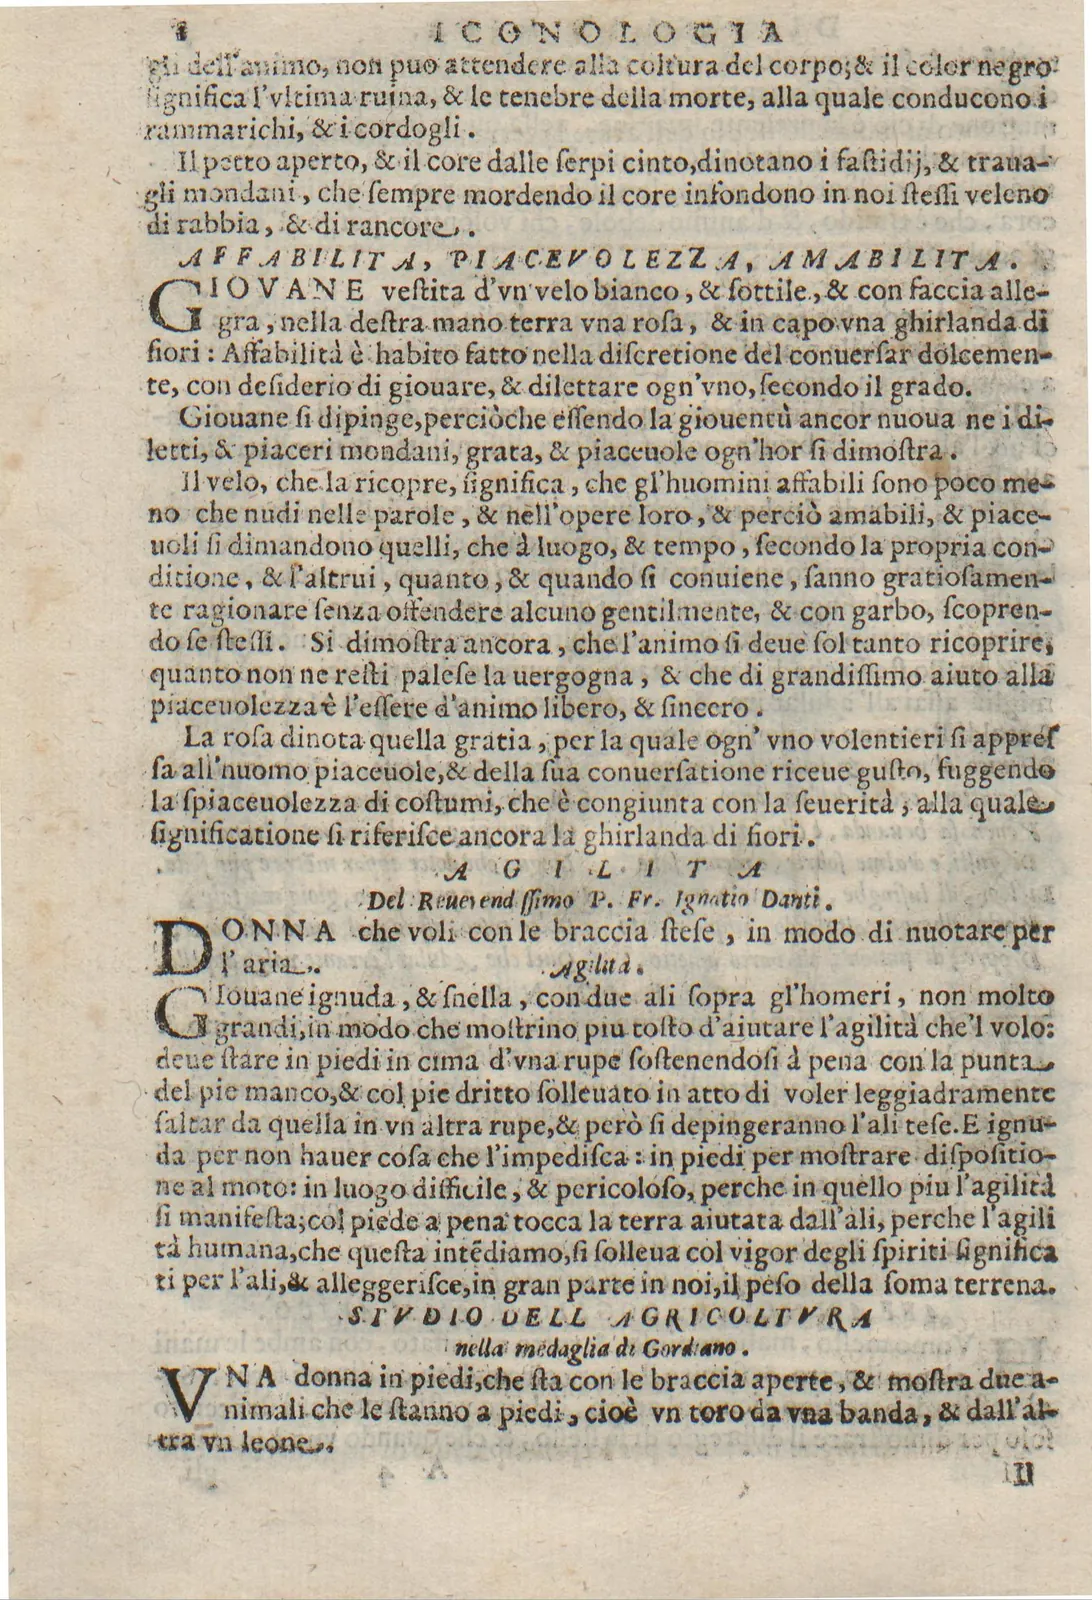 8 ICONOLOGIA
gli dell'animo, non puo attendere alla coltura del corpo;& il color negro
significa l'vltima ruina, & le tenebre della morte, alla quale conducono i
rammarichi, & i cordogli.
Il petto aperto, & il core dalle serpi cinto,dinotano i fastidij, & traua-
gli mondani, che sempre mordendo il core infondono in noi stessi veleno
di rabbia, & di rancore.
AFFABILITA, PIACEVOLEZZA, AMABILITA.
GIOVANE vestita d'vn velo bianco, & sottile, & con faccia alle-
gra, nella destra mano terra vna rosa, & in capo vna ghirlanda di
fiori: Affabilità è habito fatto nella discretione del conuersar dolcemen-
te, con desiderio di giouare, & dilettare ogn'vno, secondo il grado.
Giouane si dipinge,perciòche essendo la giouentù ancor nuoua ne i di-
letti, & piaceri mondani, grata, & piaceuole ogn'hor si dimostra.
Il velo, che la ricopre, significa, che gl'huomini affabili sono poco me-
no che nudi nelle parole, & nell'opere loro, & perciò amabili, & piace-
uoli si dimandono quelli, che à luogo, & tempo, secondo la propria con-
ditione, & l'altrui, quanto, & quando si conuiene, sanno gratiosamen-
te ragionare senza offendere alcuno gentilmente, & con garbo, scopren-
do se stessi. Si dimostra ancora, che l'animo si deue sol tanto ricoprire,
quanto non ne resti palese la uergogna, & che di grandissimo aiuto alla
piaceuolezza è l'essere d'animo libero, & sincero.
La rosa dinota quella gratia, per la quale ogn' vno volentieri si appres
sa all'huomo piaceuole,& della sua conuersatione riceue gusto, fuggendo
la spiaceuolezza di costumi, che è congiunta con la seuerità, alla quale
significatione si riferisce ancora la ghirlanda di fiori.
AGILITA
Del Reuerendissimo P. Fr. Ignatio Danti.
DONNA che voli con le braccia stese, in modo di nuotare per
l'aria. Agilità.
GIouane ignuda, & snella, con due ali sopra gl'homeri, non molto
grandi,in modo che mostrino piu tosto d'aiutare l'agilità che'l volo:
deue stare in piedi in cima d'vna rupe sostenendosi à pena con la punta
del pie manco,& col pie dritto solleuato in atto di voler leggiadramente
saltar da quella in vn altra rupe,& però si depingeranno l'ali tese.E ignu-
da per non hauer cosa che l'impedisca: in piedi per mostrare dispositio-
ne al moto: in luogo difficile, & pericoloso, perche in quello piu l'agilità
si manifesta;col piede a pena tocca la terra aiutata dall'ali, perche l'agili
tà humana,che questa intẽdiamo,si solleua col vigor degli spiriti significa
ti per l'ali,& alleggerisce,in gran parte in noi,il peso della soma terrena.
STVDIO DELL AGRICOLTVRA
nella medaglia di Gordiano.
VNA donna in piedi,che sta con le braccia aperte, & mostra due a-
nimali che le stanno a piedi, cioè vn toro da vna banda, & dall'al-
tra vn leone.
Il